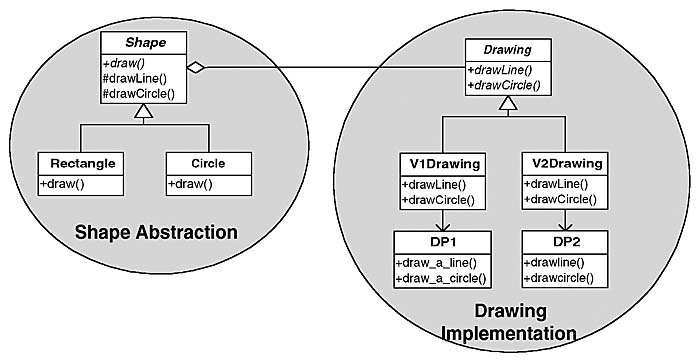 Shape
+draw()
#drawLine()
#drawCircle()
Rectangle
+draw()
Circle
+draw()
Shape Abstraction
Drawing
+drawLine()
+drawCircle()
V1Drawing
+drawLine()
+drawCircle()
V2Drawing
+drawLine()
+drawCircle()
DP1
+draw_a_line()
+draw_a_circle()
DP2
+drawline()
+drawcircle()
Drawing
Implementation